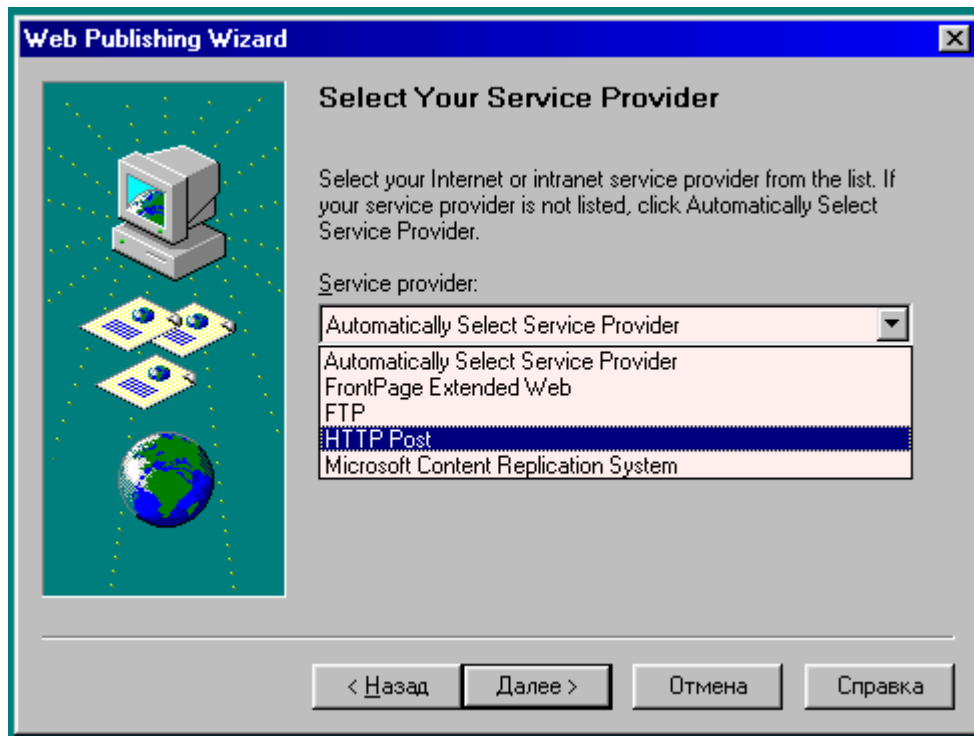 Web Publishing Wizard
Select Your Service Provider
Select your Internet or intranet service provider from the list. If
your service provider is not listed, click Automatically Select
Service Provider.
Service provider:
Automatically Select Service Provider
Automatically Select Service Provider
FrontPage Extended Web
FTP
HTTP Post
Microsoft Content Replication System
< Назад Далее > Отмена Справка